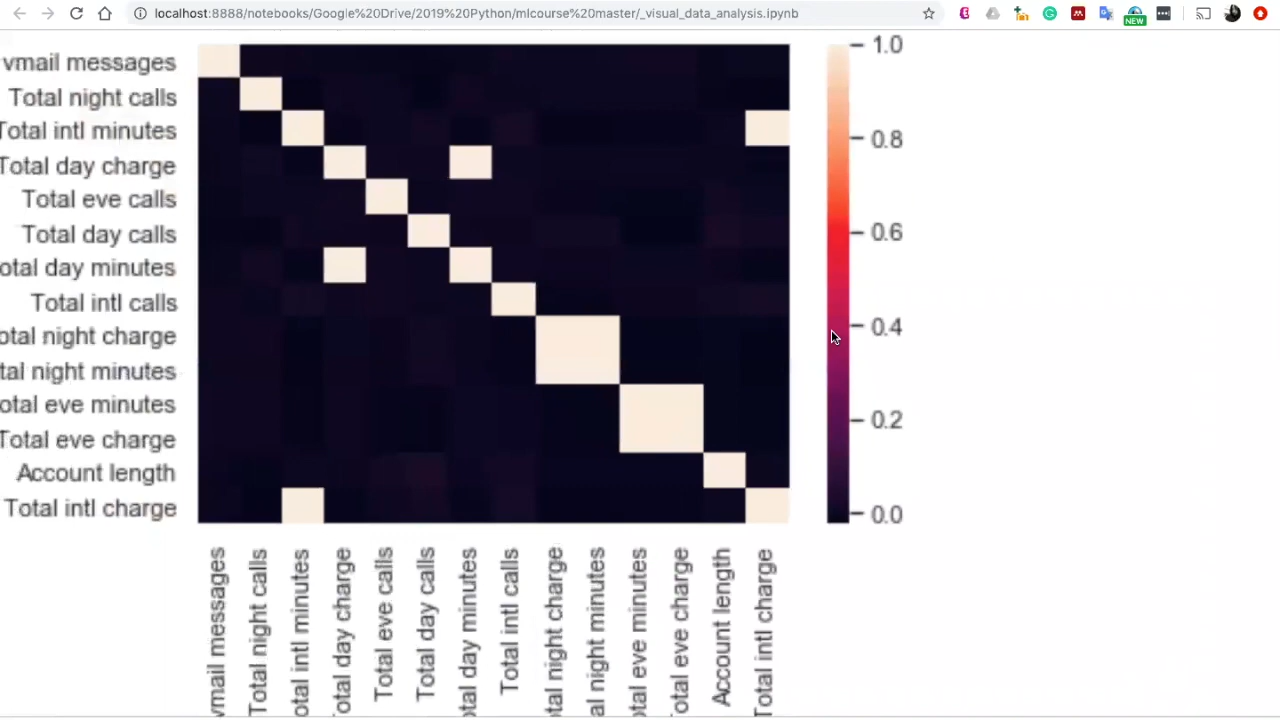 localhost:8888/notebooks/Google%20Drive/2019%20Python/mlcourse%20master/_visual_data_analysis.ipynb
NEW
vmail messages
Total night calls
Total intl minutes
Total day charge
Total eve calls
Total day calls
otal day minutes
Total intl calls
otal night charge
tal night minutes
otal eve minutes
Total eve charge
Account length
Total intl charge
1.0
0.8
0.6
0.4
0.2
0.0
vmail messages
Total night calls
otal intl minutes
otal day charge
Total eve calls
Total day calls
otal day minutes
Total intl calls
tal night charge
al night minutes
otal eve minutes
otal eve charge
Account length
Total intl charge